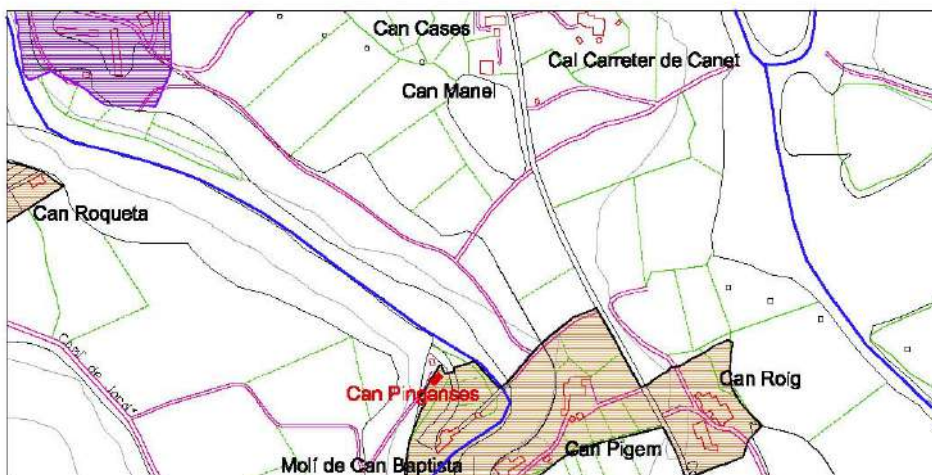 Can Cases
Cal Carreter de Canet
Can Manel
Can Roqueta
Can Pinganses
Can Roig
Can Pigem
Molí de Can Baptista